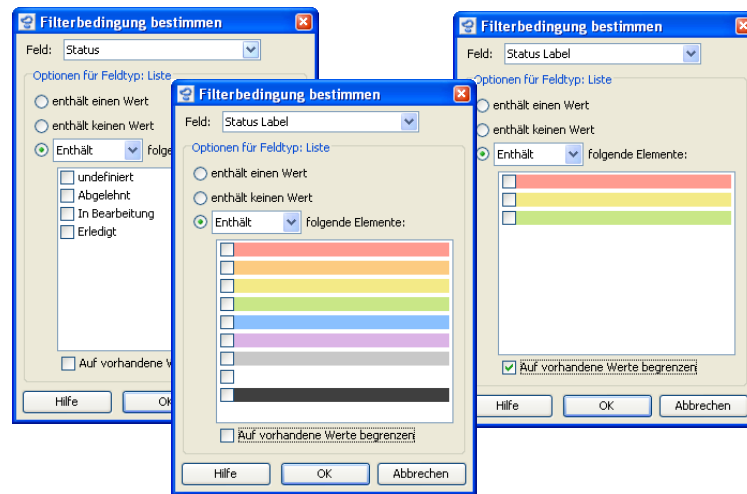 Filterbedingung bestimmen
Feld: Status
Optionen für Feldtyp: Liste
enthält einen Wert
enthält keinen Wert
Enthält
undefiniert
Abgelehnt
In Bearbeitung
Erledigt
Auf vorhandene
Hilfe
Filterbedingung bestimmen
Feld: Status Label
Optionen für Feldtyp: Liste
enthält einen Wert
enthält keinen Wert
Enthält folgende Elemente:
Auf vorhandene Werte begrenzen
Hilfe OK Abbrechen
Filterbedingung bestimmen
Feld: Status Label
Optionen für Feldtyp: Liste
enthält einen Wert
enthält keinen Wert
Enthält folgende Elemente:
Auf vorhandene Werte begrenzen
Hilfe OK Abbrechen